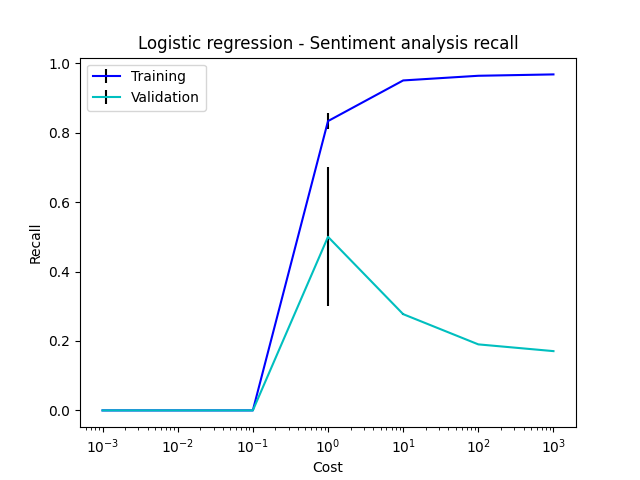 Logistic regression - Sentiment analysis recall
1.0
0.8
0.6
0.4
0.2
0.0
Recall
Training
Validation
10^-3
10^-2
10^-1
10^0
10^1
10^2
10^3
Cost